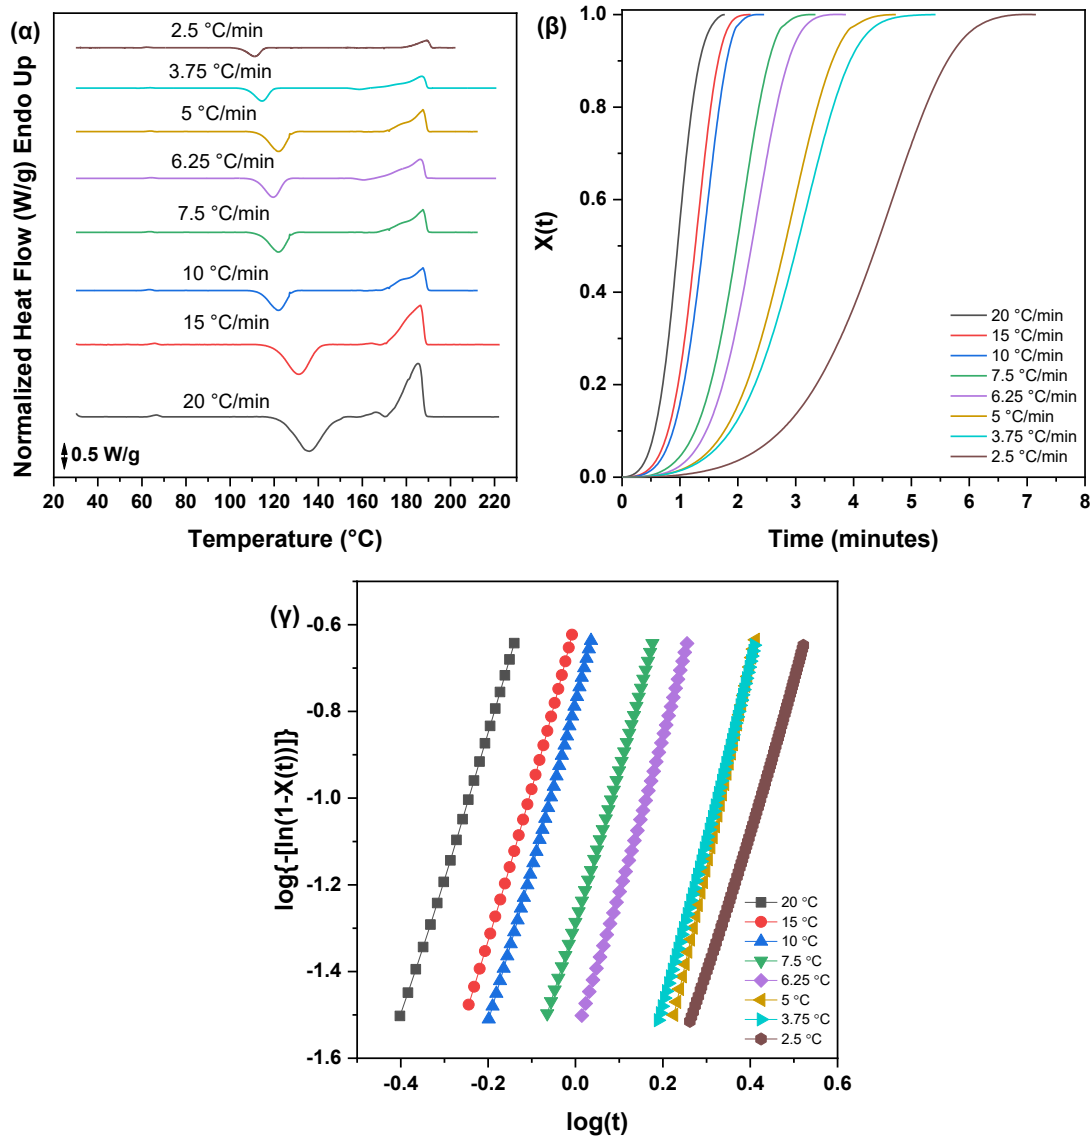 (α)
Normalized Heat Flow (W/g) Endo Up
2.5 °C/min
3.75 °C/min
5 °C/min
6.25 °C/min
7.5 °C/min
10 °C/min
15 °C/min
20 °C/min
0.5 W/g
20 40 60 80 100 120 140 160 180 200 220
Temperature (°C)
(β)
X(t)
1.0
0.8
0.6
0.4
0.2
0.0
20 °C/min
15 °C/min
10 °C/min
7.5 °C/min
6.25 °C/min
5 °C/min
3.75 °C/min
2.5 °C/min
0 1 2 3 4 5 6 7 8
Time (minutes)
(γ)
log{-[ln(1-X(t))]}
-0.6
-0.8
-1.0
-1.2
-1.4
-1.6
20 °C
15 °C
10 °C
7.5 °C
6.25 °C
5 °C
3.75 °C
2.5 °C
-0.4 -0.2 0.0 0.2 0.4 0.6
log(t)